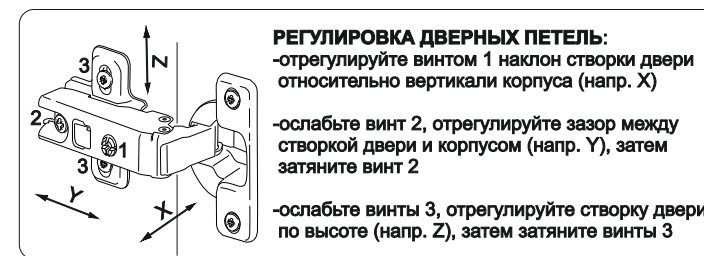 РЕГУЛИРОВКА ДВЕРНЫХ ПЕТЕЛЬ:
-отрегулируйте винтом 1 наклон створки двери
относительно вертикали корпуса (напр. X)
-ослабьте винт 2, отрегулируйте зазор между
створкой двери и корпусом (напр. Y), затем
затяните винт 2
-ослабьте винты 3, отрегулируйте створку двери
по высоте (напр. Z), затем затяните винты 3
3
Z
2
1
3
Y
X